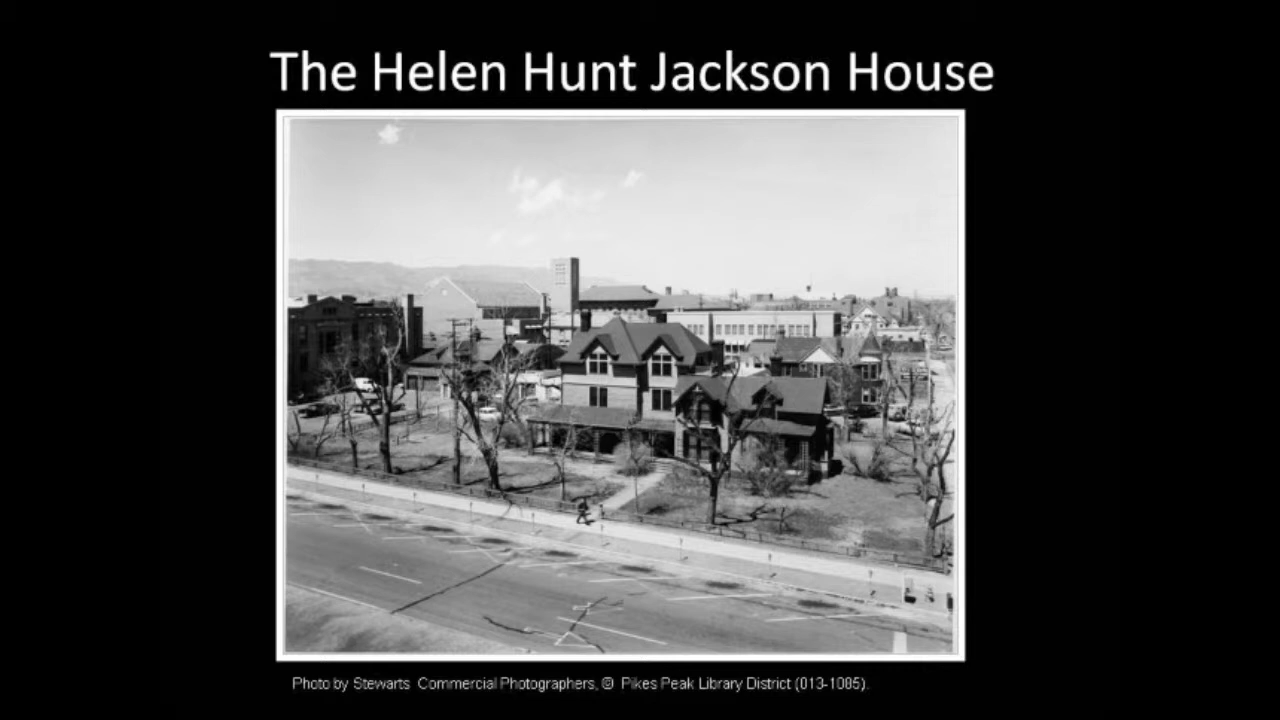 The Helen Hunt Jackson House
Photo by Stewarts Commercial Photographers, © Pikes Peak Library District (013-1085).